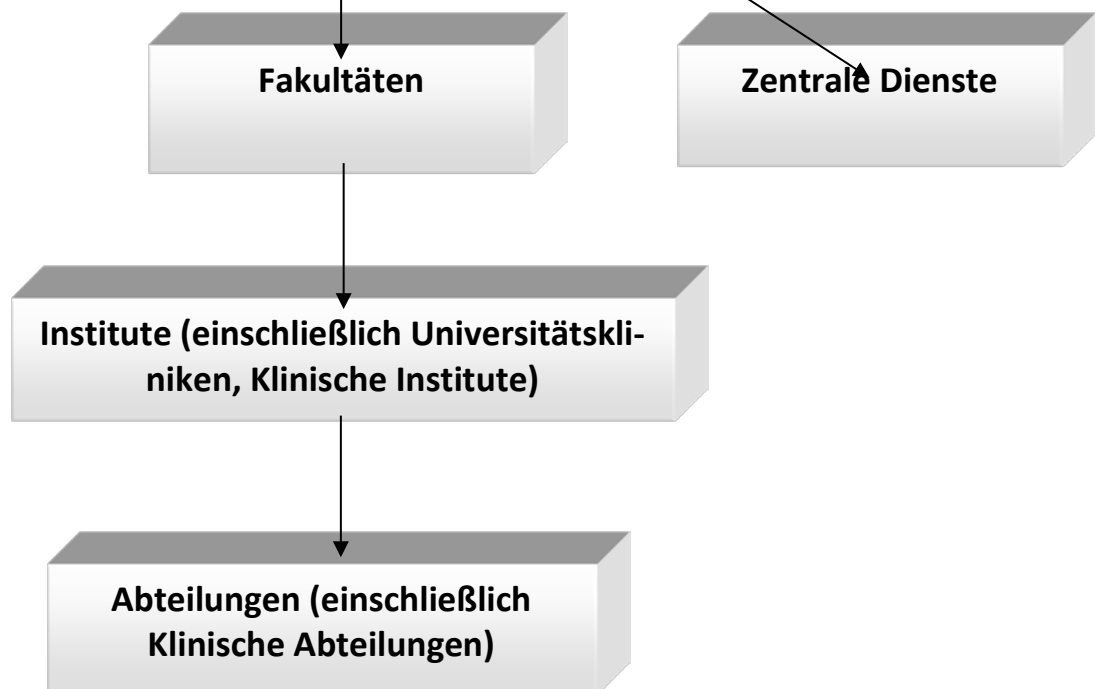 Fakultäten
Zentrale Dienste
Institute (einschließlich Universitätskli-
niken, Klinische Institute)
Abteilungen (einschließlich
Klinische Abteilungen)